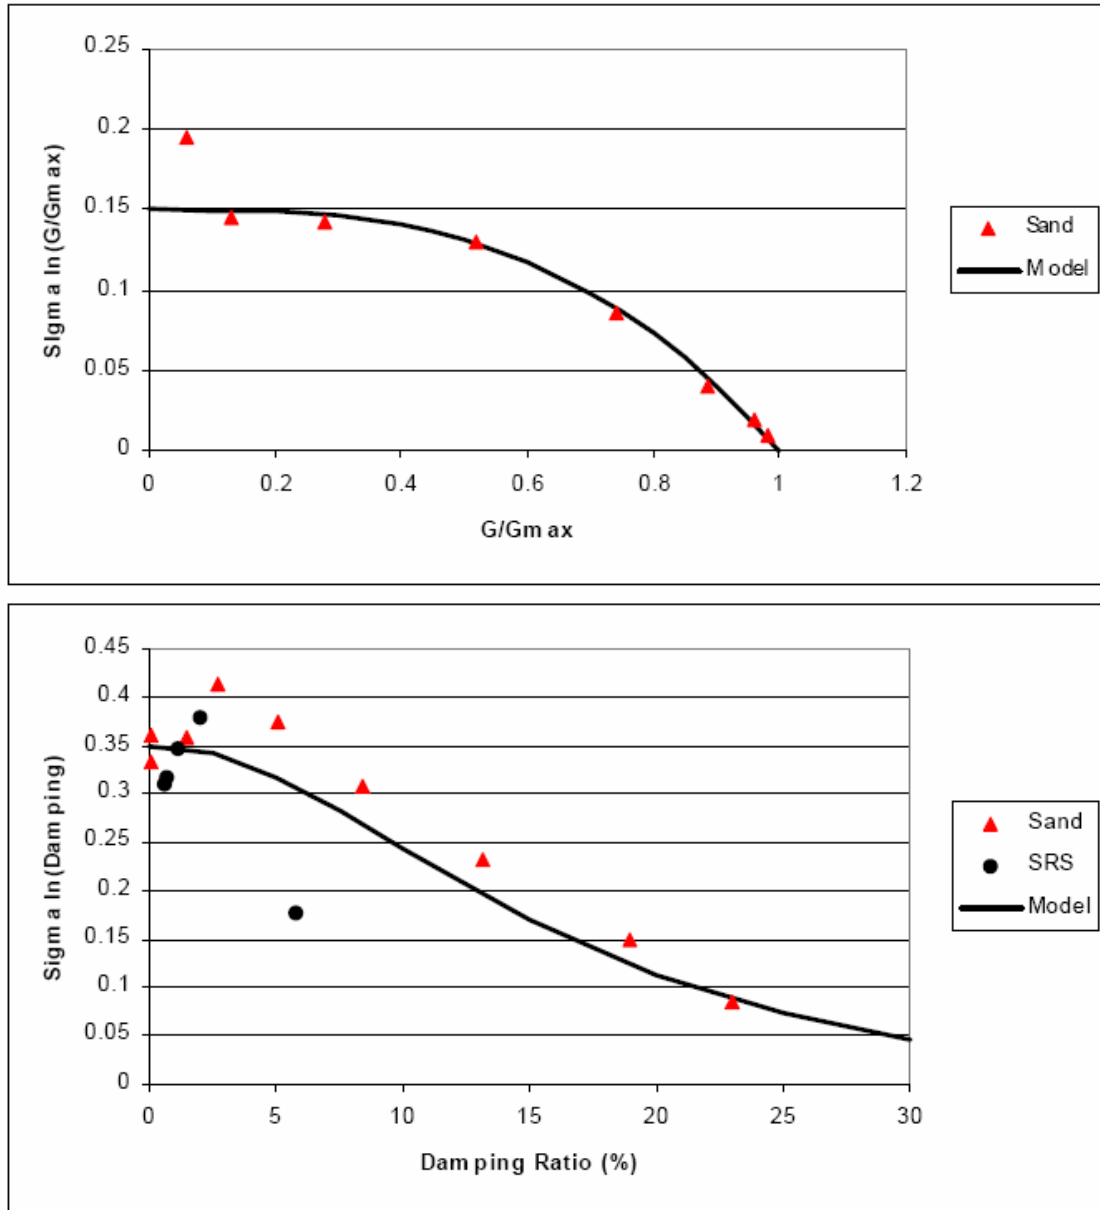 0.25
0.2
0.15
0.1
0.05
0
SIgma ln(G/Gmax)
0 0.2 0.4 0.6 0.8 1 1.2
G/Gmax
Sand
Model
0.45
0.4
0.35
0.3
0.25
0.2
0.15
0.1
0.05
0
Sigma ln(Damping)
0 5 10 15 20 25 30
Damping Ratio (%)
Sand
SRS
Model